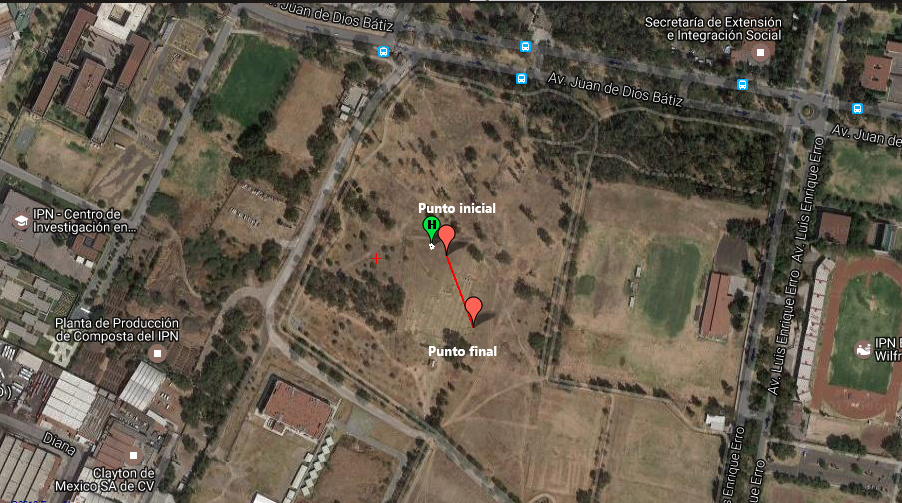 . Juan de Dios Bátiz
Secretaría de Extensión
e Integración Social
Av. Juan de Dios Bátiz
Av. Juan de
Av. Luis Enrique Erro
IPN - Centro de
Investigación en...
Punto inicial
H
Punto final
Planta de Producción
de Composta del IPN
Av. Luis Enrique Erro
IPN
Wilfr
Diana
Clayton de
Mexico SA de CV
Enrique Erro
Erro